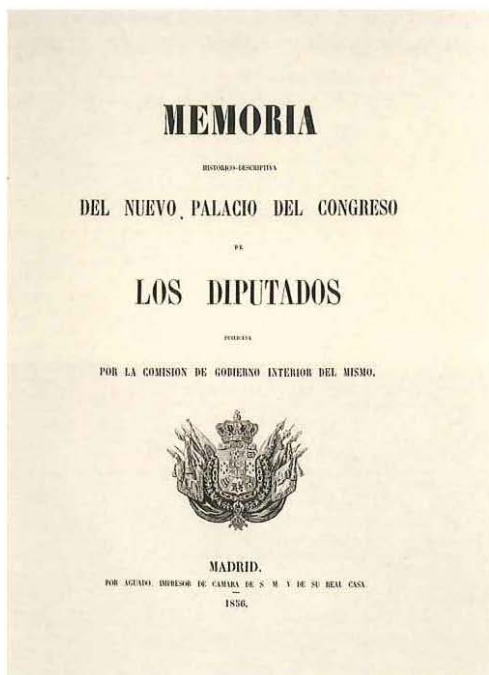 MEMORIA
HISTORICO-DESCRIPTIVA
DEL NUEVO PALACIO DEL CONGRESO
DE
LOS DIPUTADOS
PUBLICADA
POR LA COMISION DE GOBIERNO INTERIOR DEL MISMO.
MADRID.
POR AGUADO, IMPRESOR DE CAMARA DE S. M. Y DE SU REAL CASA.
1856.